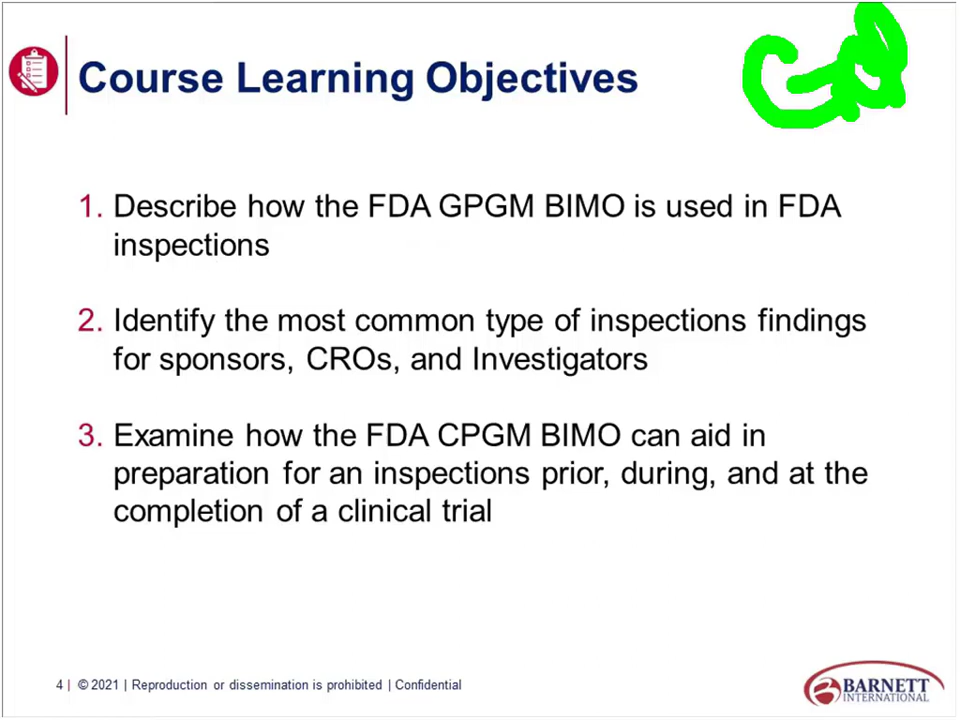 Course Learning Objectives
1. Describe how the FDA GPGM BIMO is used in FDA
inspections
2. Identify the most common type of inspections findings
for sponsors, CROs, and Investigators
3. Examine how the FDA CPGM BIMO can aid in
preparation for an inspections prior, during, and at the
completion of a clinical trial
4 | © 2021 | Reproduction or dissemination is prohibited | Confidential
BARNETT
INTERNATIONAL